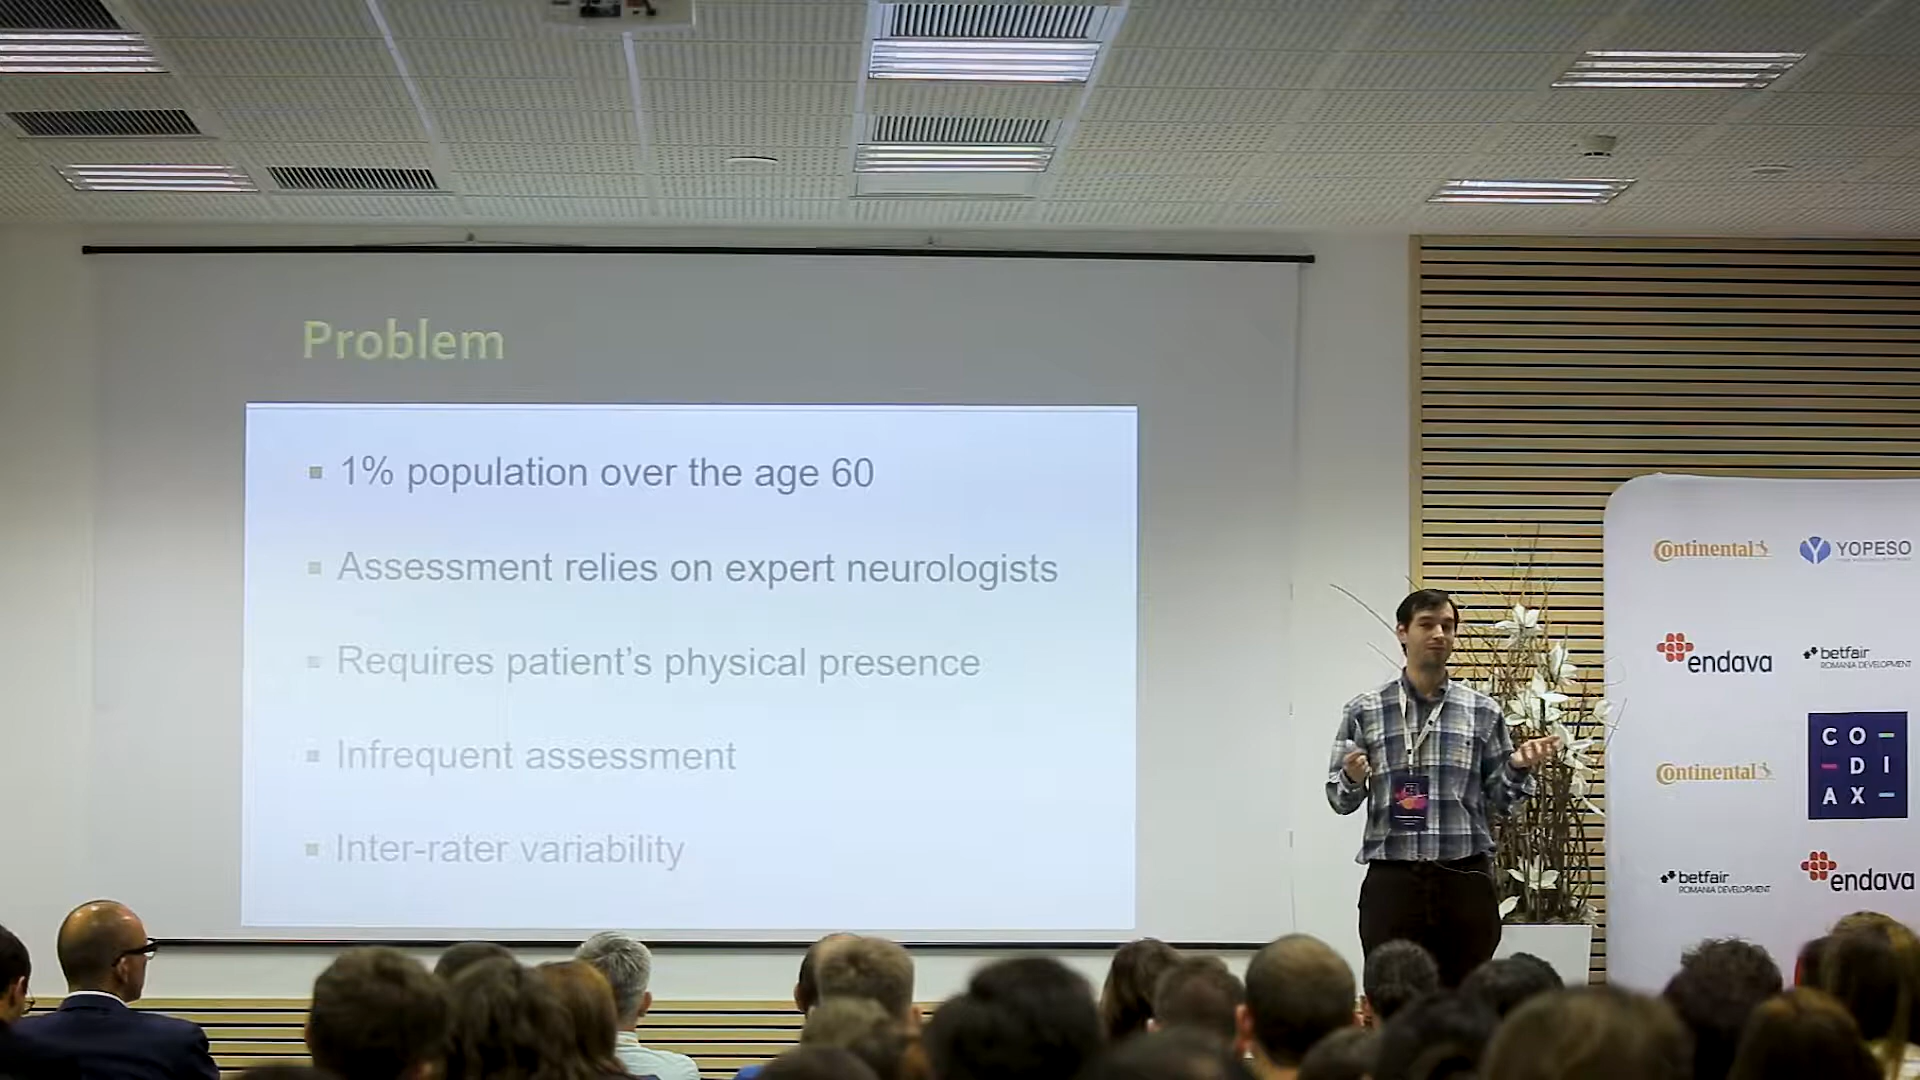 Problem
1% population over the age 60
Assessment relies on expert neurologists
Requires patient's physical presence
Infrequent assessment
Inter-rater variability
Continental
YOPESO
endava
betfair
ROMANIA DEVELOPMENT
Continental
CO
DI
AX
betfair
ROMANIA DEVELOPMENT
endava